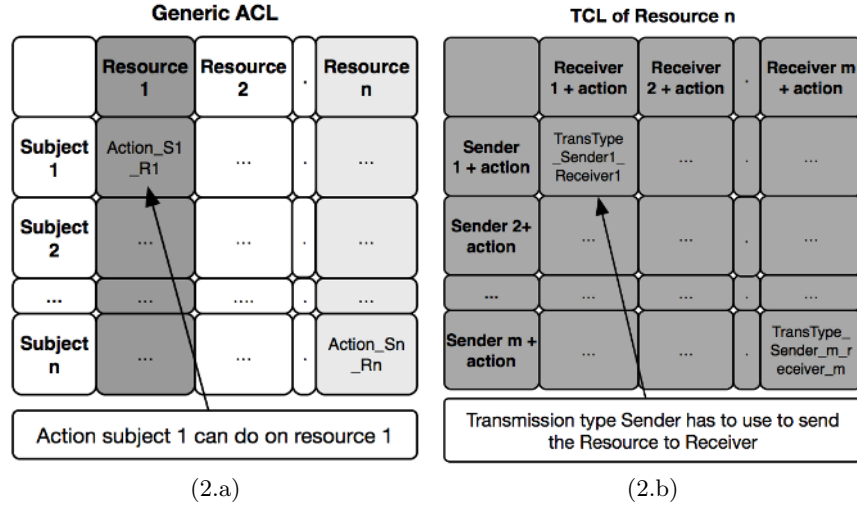 Generic ACL
Resource 1
Resource 2
.
Resource n
Subject 1
Action_S1
_R1
...
.
...
Subject 2
...
...
.
...
...
...
....
.
...
Subject n
...
...
.
Action_Sn
_Rn
Action subject 1 can do on resource 1
(2.a)
TCL of Resource n
Receiver
1 + action
Receiver
2 + action
.
Receiver m
+ action
Sender
1 + action
TransType
_Sender1_
Receiver1
...
.
...
Sender 2+
action
...
...
.
...
...
...
...
.
...
Sender m +
action
...
...
.
TransType_
Sender_m_r
eceiver_m
Transmission type Sender has to use to send
the Resource to Receiver
(2.b)